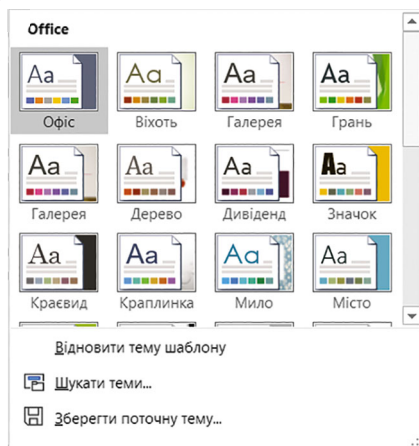 Office
Aa Aa Aa Aa
Офіс Віхоть Галерея Грань
Aa Aa Aa Aa
Галерея Дерево Дивіденд Значок
Aa Aa Aa Aa
Краєвид Краплинка Мило Місто
Відновити тему шаблону
Шукати теми...
Зберегти поточну тему...